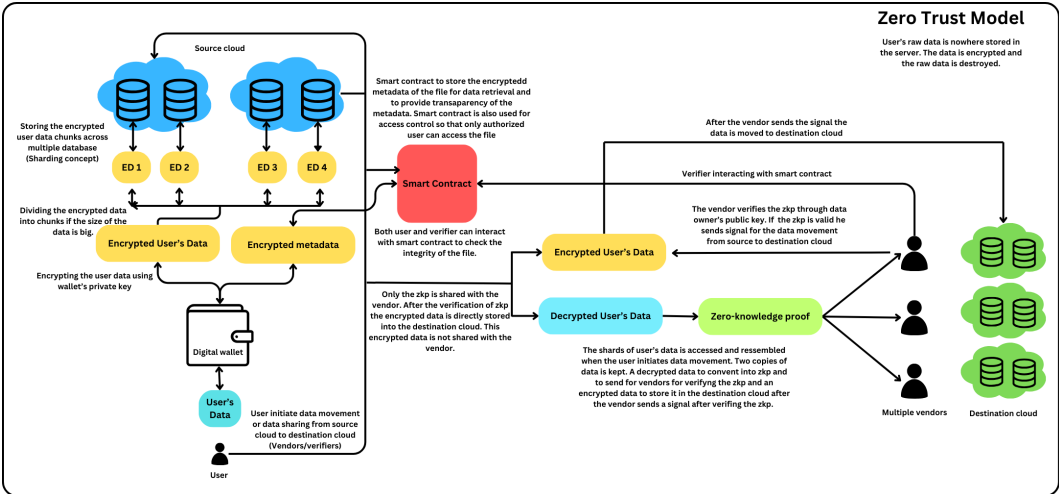 Zero Trust Model
User's raw data is nowhere stored in
the server. The data is encrypted and
the raw data is destroyed.
Source cloud
Storing the encrypted
user data chunks across
multiple database
(Sharding concept)
ED 1
ED 2
ED 3
ED 4
Smart contract to store the encryptedd
metadata of the file for data retrieval and
to provide transaparency of the
metadata. Smart contract is also used for
access control so that only authorized
user can access the file
Smart Contract
Both user and verifier can interact
with smart contract to check the
integrity of the file.
Dividing the encrypted data
into chunks if the size of the
data is big.
Encrypted User's Data
Encrypted metadata
Encrypting the user data using
wallet's private key
Digital wallet
User's
Data
User initiate data movement
or data sharing from source
cloud to destination cloud
(Vendors/verifiers)
User
After the vendor sends the signal the
data is moved to destination cloud
Verifier interacting with smart contract
The vendor verifies the zkp through data
owner's public key. If the zkp is valid he
sends signal for the data movement
from source to destination cloud
Encrypted User's Data
Only the zkp is shared with the
vendor. After the verification of zkp
the encrypted data is directly stored
into the destination cloud. This
encrypted data is not shared with the
vendor.
Decrypted User's Data
Zero-knowledge proof
The shards of user's data is accessed and ressembled
when the user initiates data movement. Two copies of
data is kept. A decrypted data to convent into zkp and
to send for vendors for verifyng the zkp and an
encrypted data to store it in the destination cloud after
the vendor sends a signal after verifing the zkp.
Multiple vendors
Destination cloud